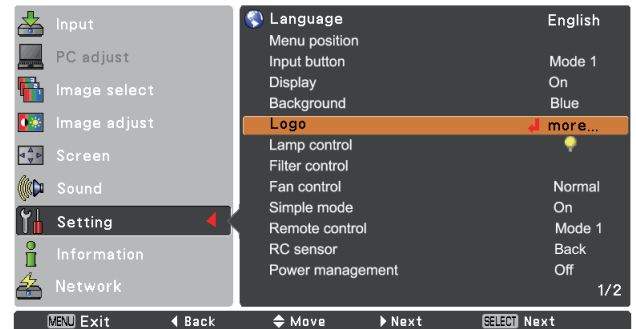 Input
PC adjust
Image select
Image adjust
Screen
Sound
Setting
Information
Network
Language English
Menu position
Input button Mode 1
Display On
Background Blue
Logo more...
Lamp control
Filter control
Fan control Normal
Simple mode On
Remote control Mode 1
RC sensor Back
Power management Off
1/2
MENU Exit Back Move Next SELECT Next